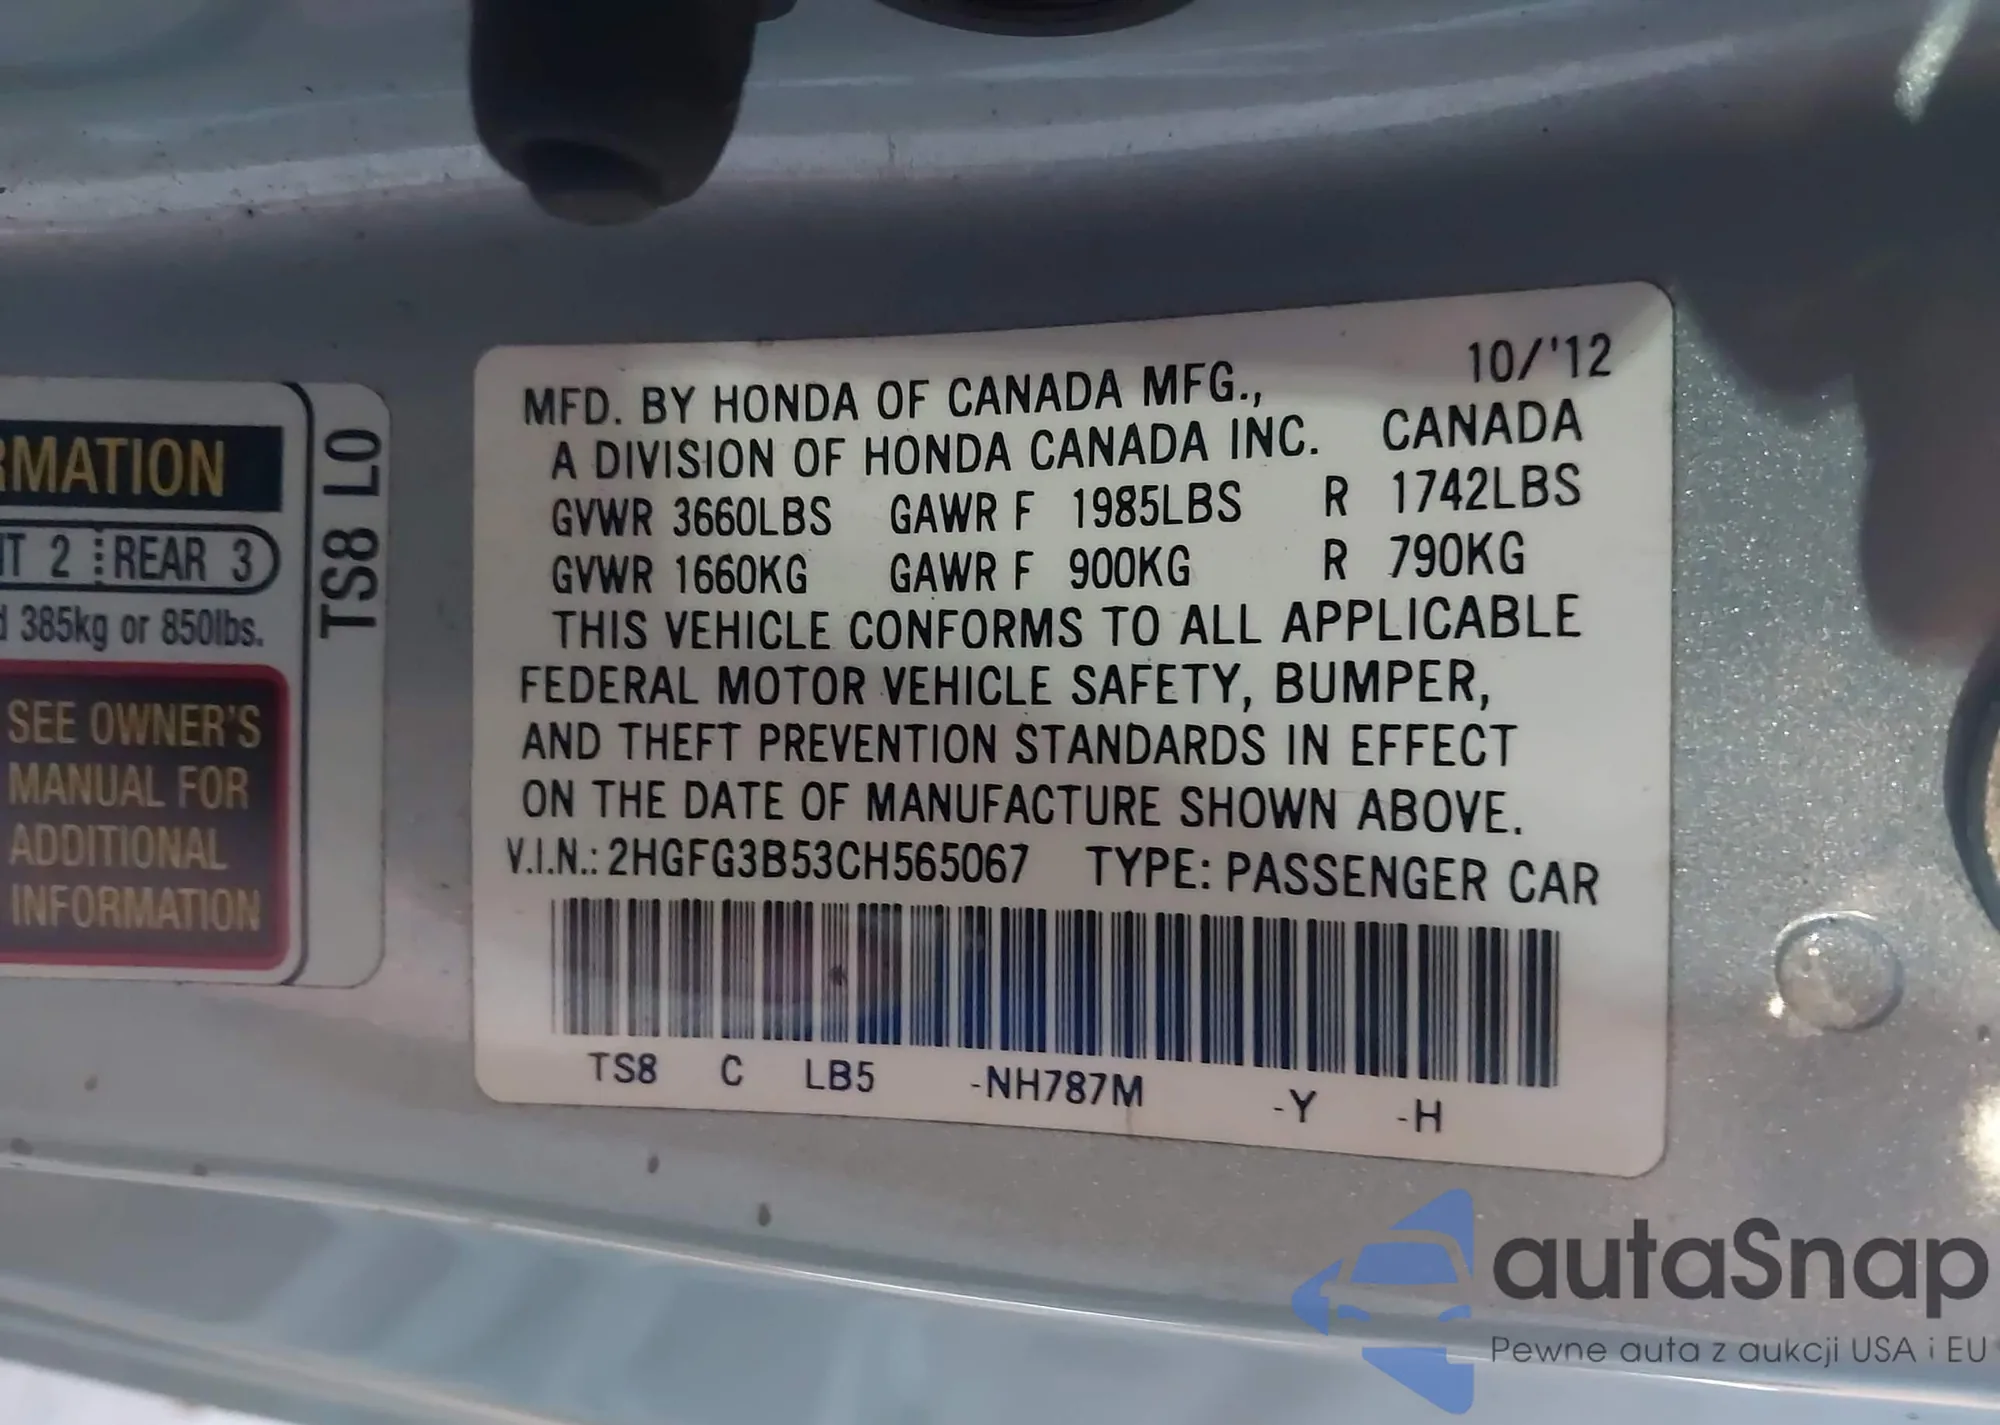 RMATION
NT 2 REAR 3
d 385kg or 850lbs.
SEE OWNER'S
MANUAL FOR
ADDITIONAL
INFORMATION
TS8 L0
10/'12
MFD. BY HONDA OF CANADA MFG.,
A DIVISION OF HONDA CANADA INC. CANADA
GVWR 3660LBS GAWR F 1985LBS R 1742LBS
GVWR 1660KG GAWR F 900KG R 790KG
THIS VEHICLE CONFORMS TO ALL APPLICABLE
FEDERAL MOTOR VEHICLE SAFETY, BUMPER,
AND THEFT PREVENTION STANDARDS IN EFFECT
ON THE DATE OF MANUFACTURE SHOWN ABOVE.
V.I.N.: 2HGFG3B53CH565067 TYPE: PASSENGER CAR
TS8 C LB5 -NH787M -Y -H
autaSnap
Pewne auta z aukcji USA i EU